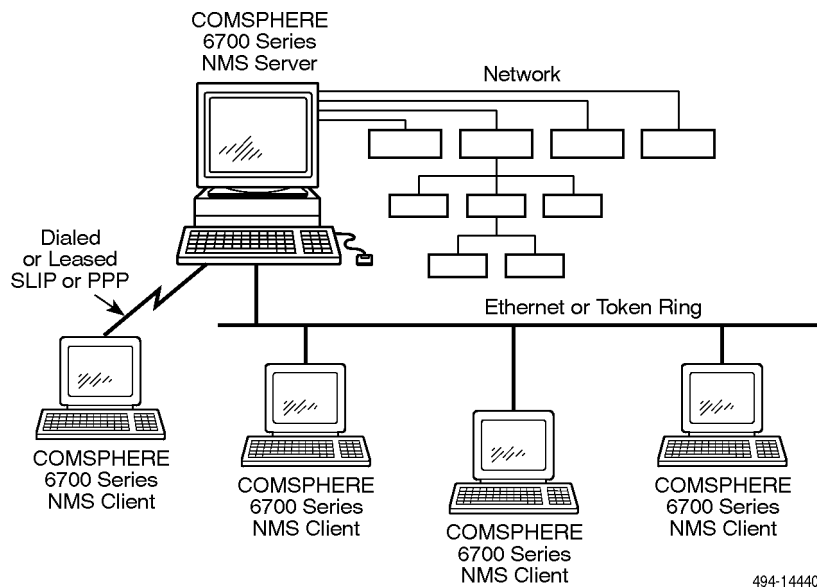 COMSPHERE
6700 Series
NMS Server
Network
Dialed
or Leased
SLIP or PPP
Ethernet or Token Ring
COMSPHERE
6700 Series
NMS Client
COMSPHERE
6700 Series
NMS Client
COMSPHERE
6700 Series
NMS Client
COMSPHERE
6700 Series
NMS Client
494-14440